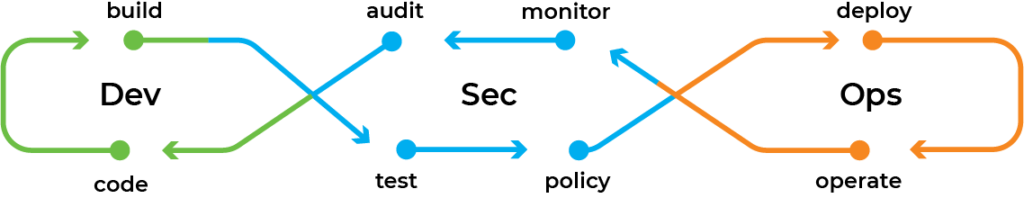 build
audit
monitor
deploy
Dev
Sec
Ops
code
test
policy
operate